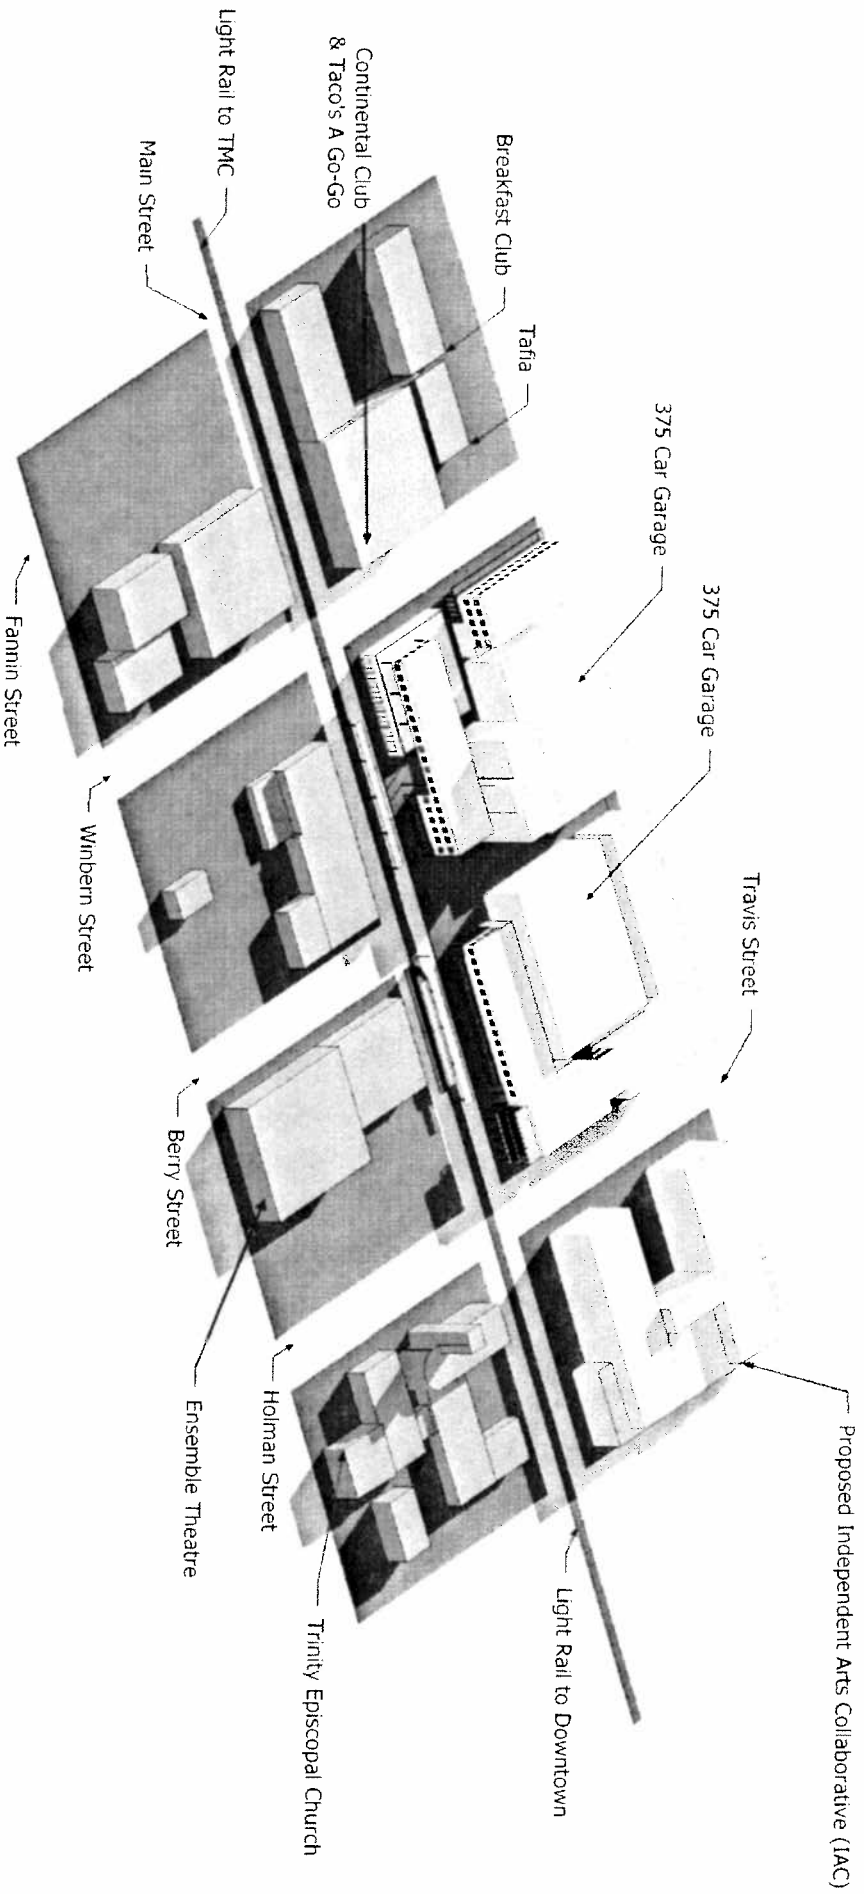 Light Rail to TMC
Main Street
Continental Club
& Taco's A Go-Go
Breakfast Club
Tafia
375 Car Garage
375 Car Garage
Travis Street
Proposed Independent Arts Collaborative (IAC)
Fannin Street
Winbern Street
Berry Street
Ensemble Theatre
Holman Street
Trinity Episcopal Church
Light Rail to Downtown